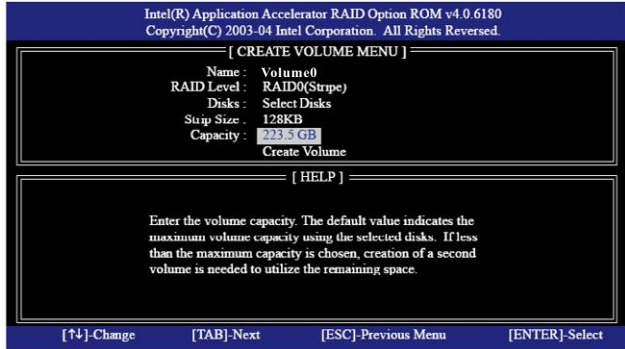 Intel(R) Application Accelerator RAID Option ROM v4.0.6180
Copyright(C) 2003-04 Intel Corporation. All Rights Reversed.
[ CREATE VOLUME MENU ]
Name : Volume0
RAID Level : RAID0(Stripe)
Disks : Select Disks
Strip Size . 128KB
Capacity : 223.5 GB
Create Volume
[ HELP ]
Enter the volume capacity. The default value indicates the
maximum volume capacity using the selected disks. If less
than the maximum capacity is chosen, creation of a second
volume is needed to utilize the remaining space.
[↑↓]-Change [TAB]-Next [ESC]-Previous Menu [ENTER]-Select